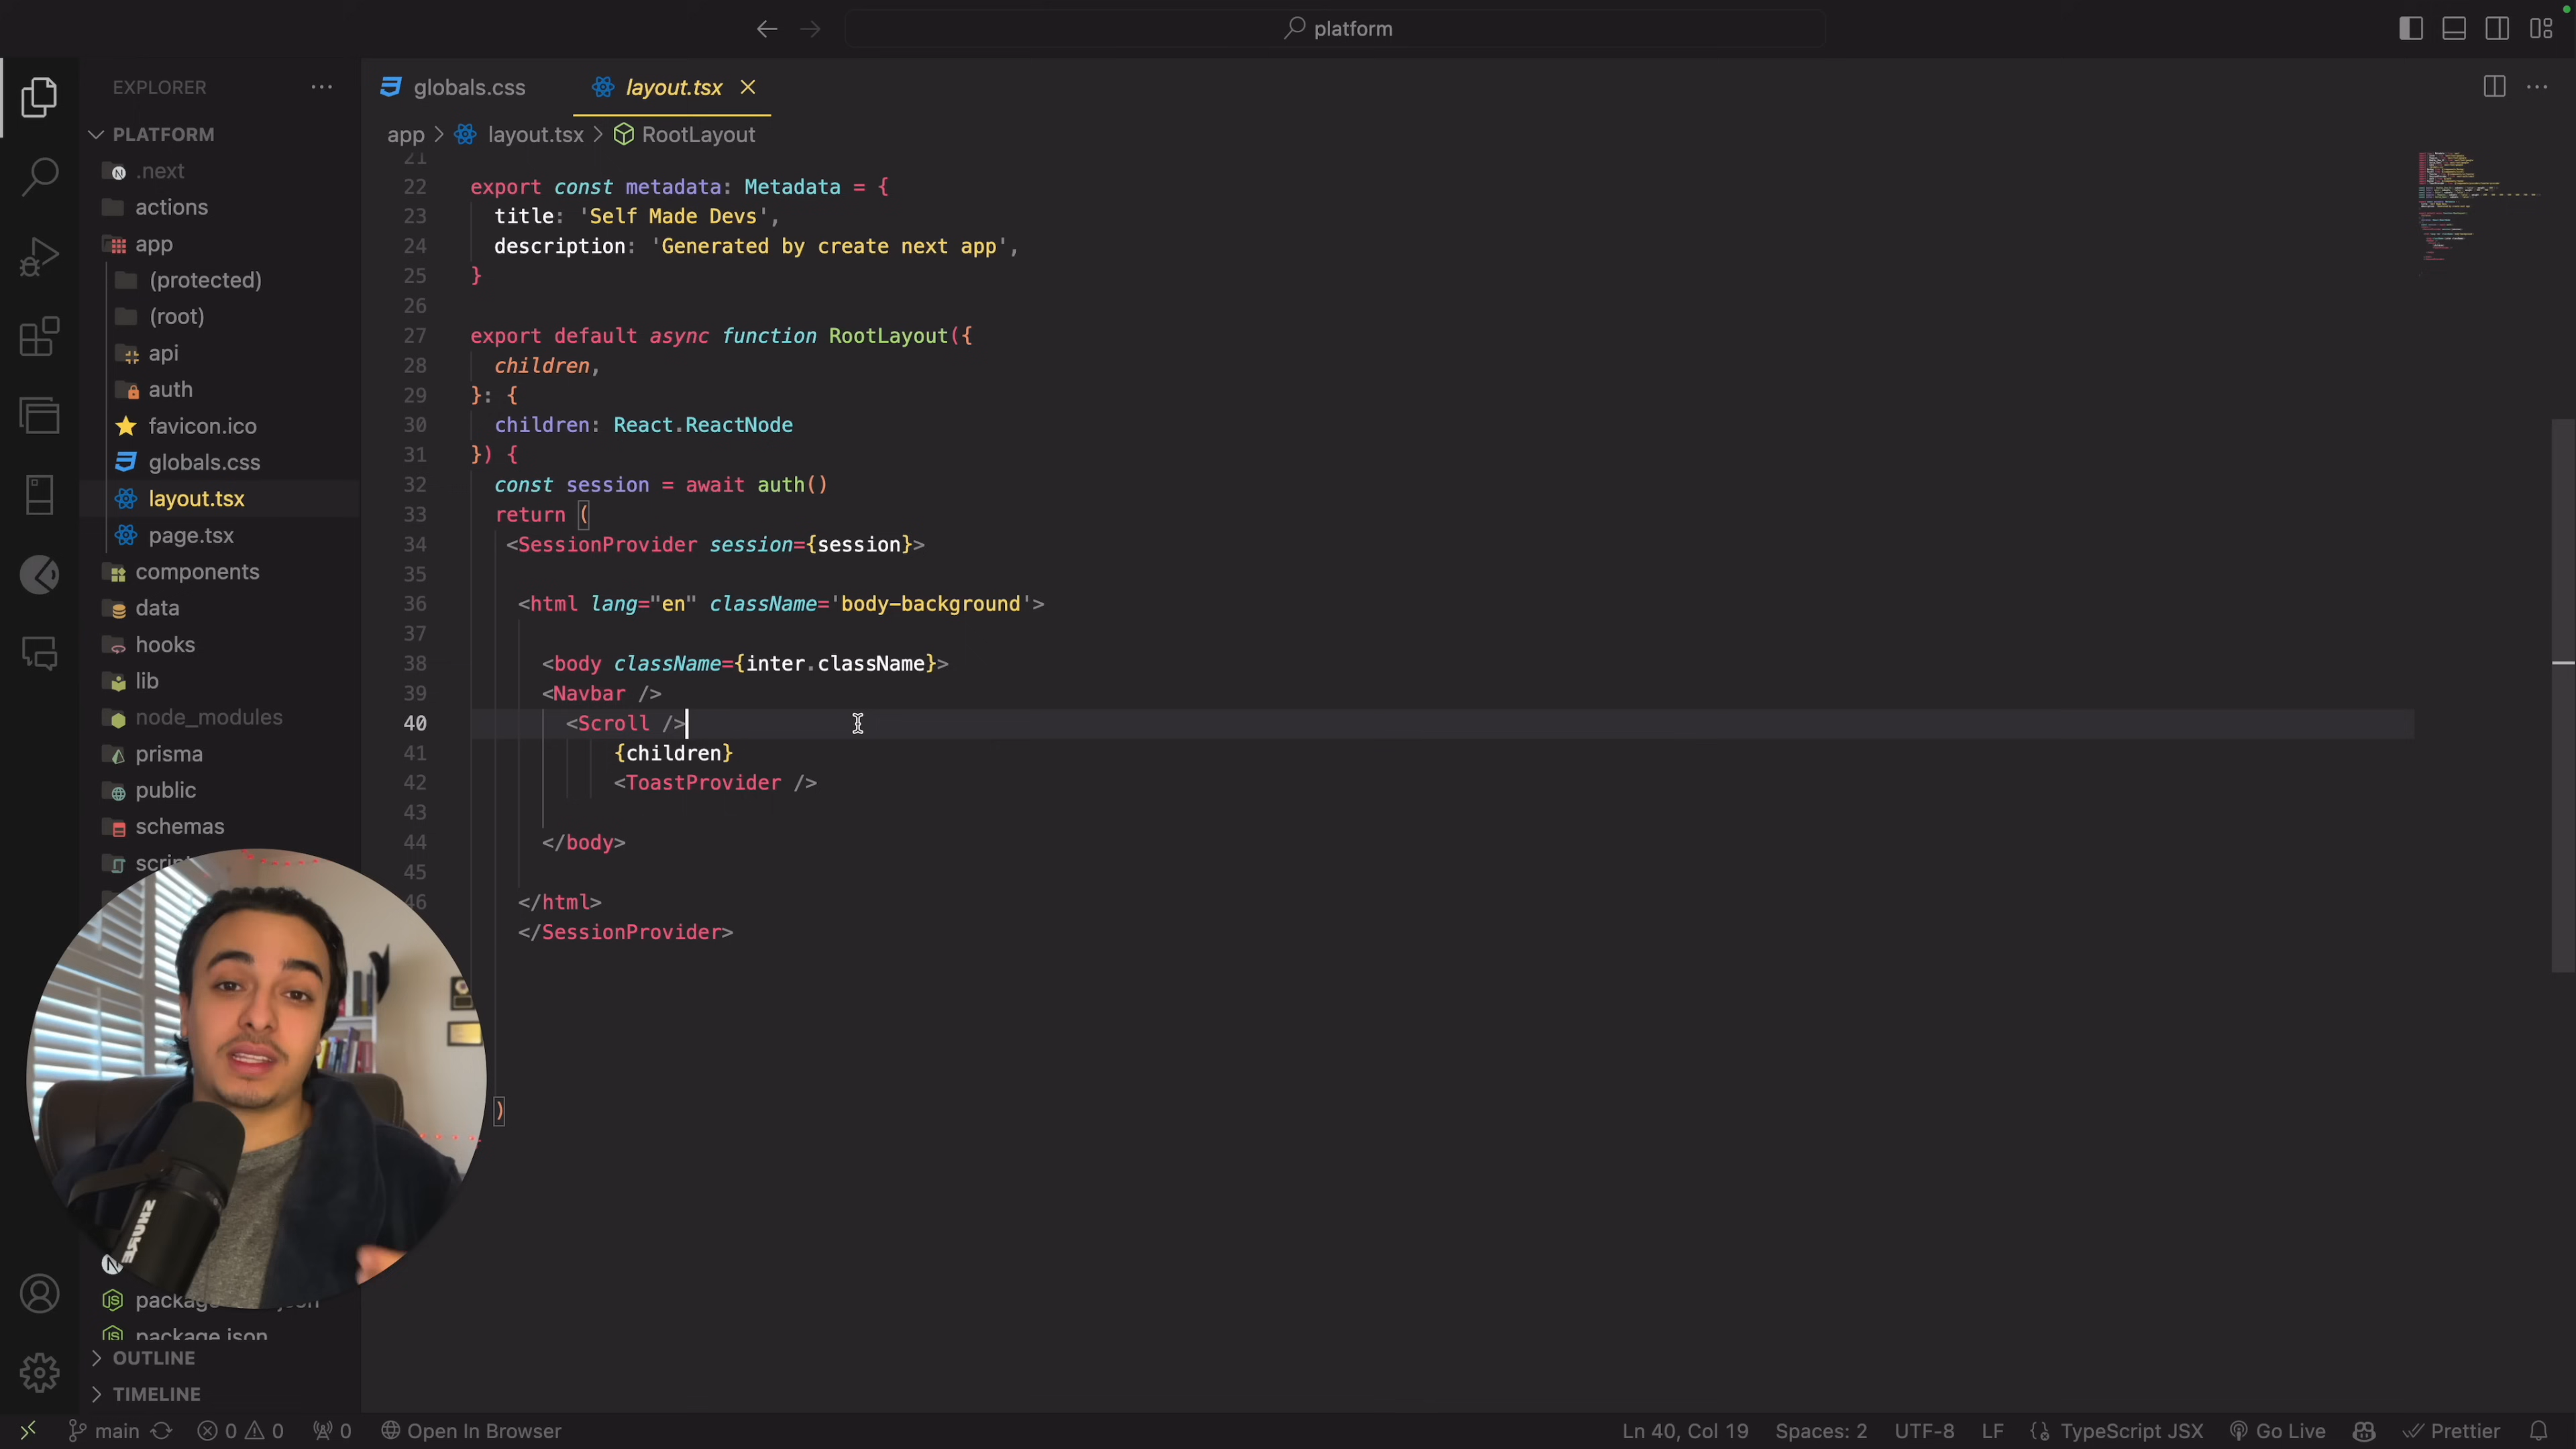 platform
EXPLORER
globals.css
layout.tsx
PLATFORM
app > layout.tsx > RootLayout
.next
actions
app
(protected)
(root)
api
auth
favicon.ico
globals.css
layout.tsx
page.tsx
components
data
hooks
lib
node_modules
prisma
public
schemas
package.json
OUTLINE
TIMELINE
21
22 export const metadata: Metadata = {
23 title: 'Self Made Devs',
24 description: 'Generated by create next app',
25 }
26
27 export default async function RootLayout({
28 children,
29 }: {
30 children: React.ReactNode
31 }) {
32 const session = await auth()
33 return (
34 <SessionProvider session={session}>
35
36 <html lang="en" className='body-background'>
37
38 <body className={inter.className}>
39 <Navbar />
40 <Scroll />
41 {children}
42 <ToastProvider />
43
44 </body>
45
46 </html>
</SessionProvider>
)
SHURE
main 0 0 0 Open In Browser
Ln 40, Col 19 Spaces: 2 UTF-8 LF TypeScript JSX Go Live Prettier